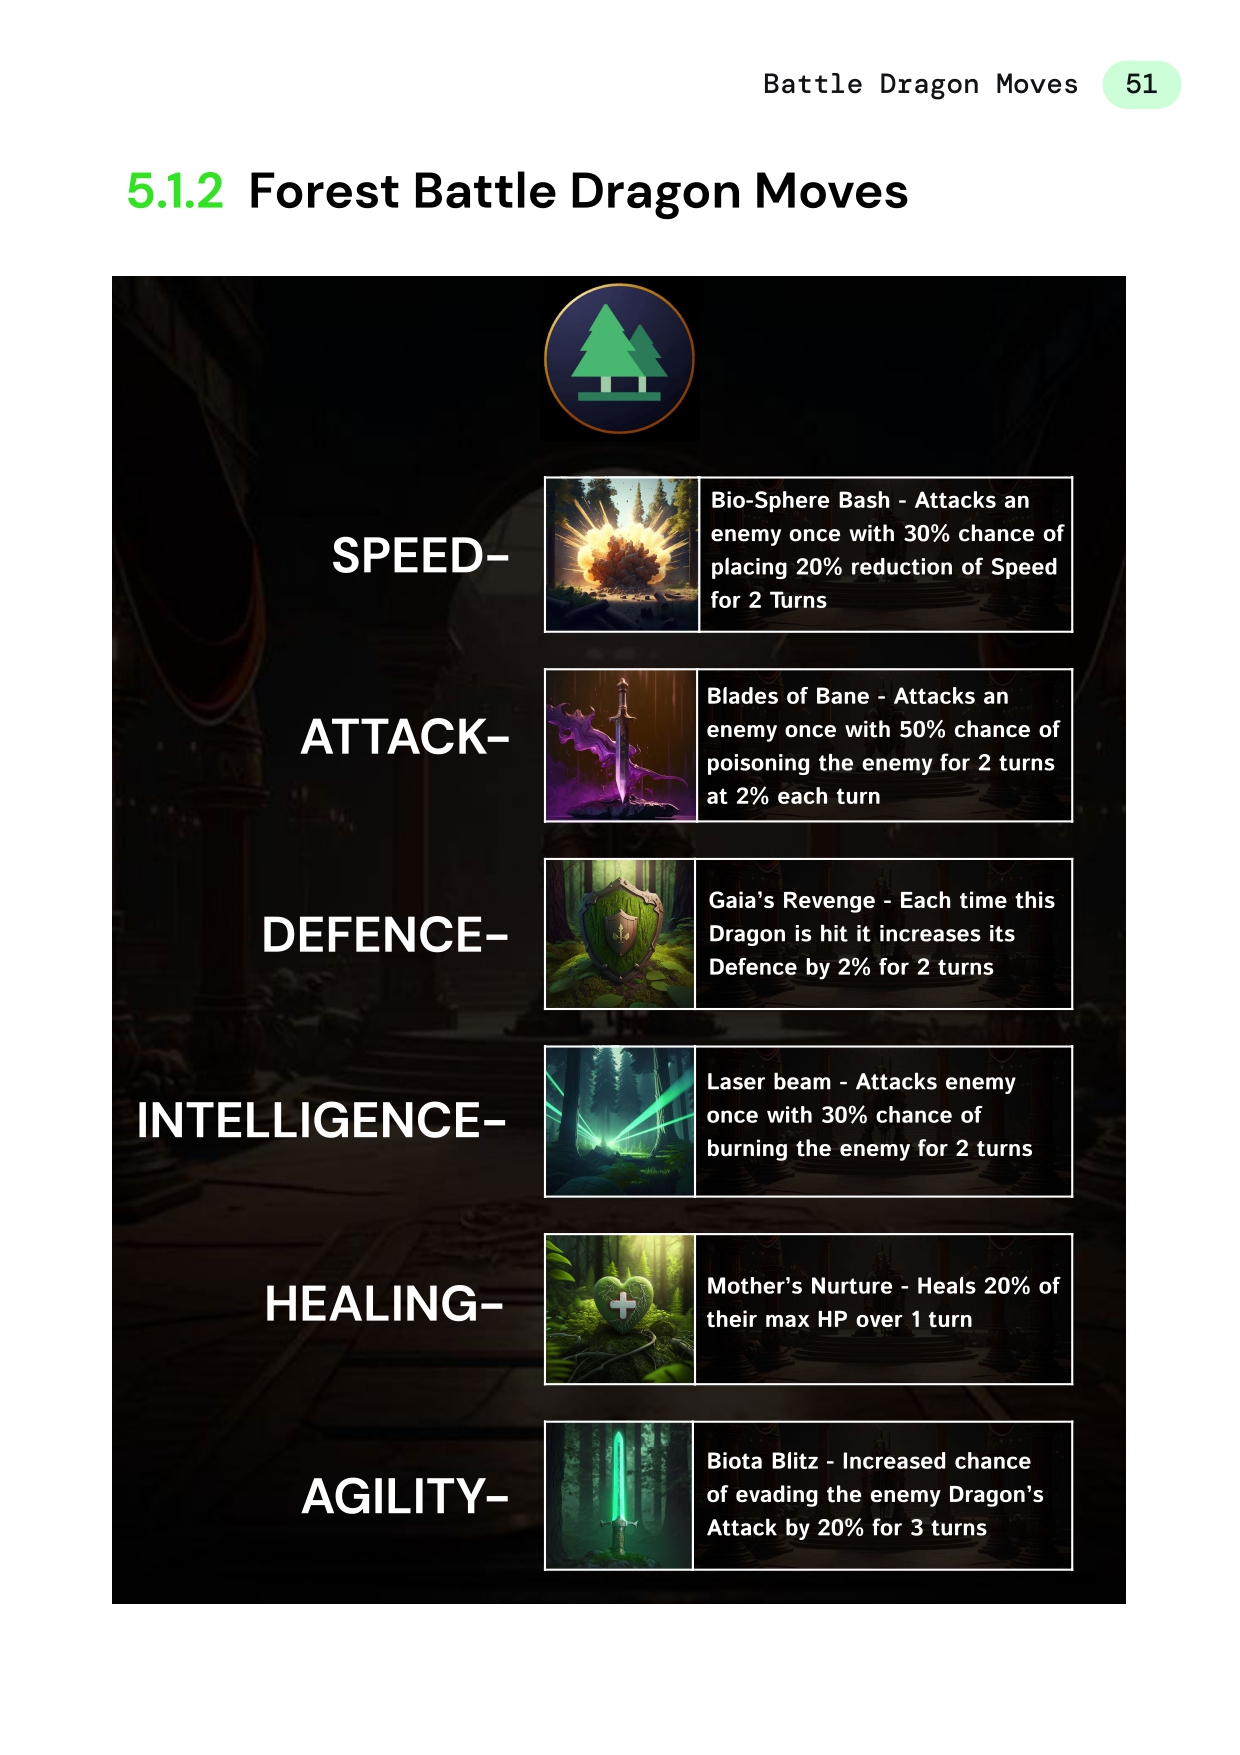 Battle Dragon Moves 51
5.1.2 Forest Battle Dragon Moves
SPEED-
Bio-Sphere Bash - Attacks an
enemy once with 30% chance of
placing 20% reduction of Speed
for 2 Turns
ATTACK-
Blades of Bane - Attacks an
enemy once with 50% chance of
poisoning the enemy for 2 turns
at 2% each turn
DEFENCE-
Gaia's Revenge - Each time this
Dragon is hit it increases its
Defence by 2% for 2 turns
INTELLIGENCE-
Laser beam - Attacks enemy
once with 30% chance of
burning the enemy for 2 turns
HEALING-
Mother's Nurture - Heals 20% of
their max HP over 1 turn
AGILITY-
Biota Blitz - Increased chance
of evading the enemy Dragon's
Attack by 20% for 3 turns